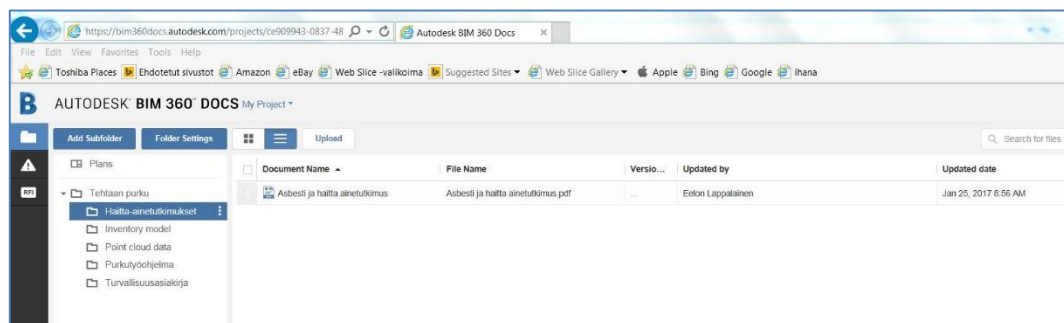 https://bim360docs.autodesk.com/projects/ce909943-0837-48 Autodesk BIM 360 Docs
File Edit View Favorites Tools Help
Toshiba Places Ehdotetut sivustot Amazon eBay Web Slice -valikoima Suggested Sites Web Slice Gallery Apple Bing Google ihana
B AUTODESK® BIM 360® DOCS My Project
Add Subfolder Folder Settings Upload Search for files
Plans Document Name File Name Versio... Updated by Updated date
RFI Tehtaan purku Asbesti ja haitta ainetutkimus Asbesti ja haitta ainetutkimus.pdf ... Eelon Lappalainen Jan 25, 2017 8:56 AM
Haitta-ainetutkimukset
Inventory model
Point cloud data
Purkutyöohjelma
Turvallisuusasiakirja